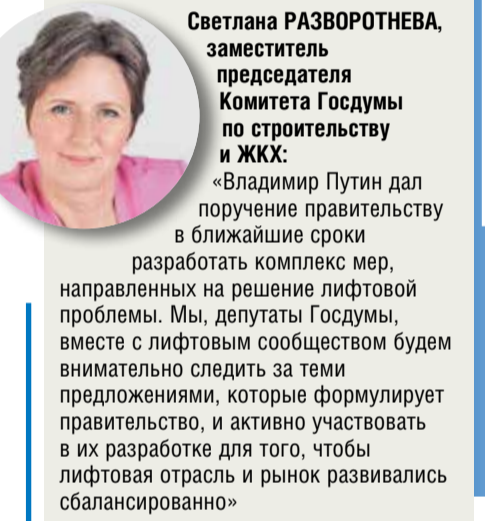 Светлана РАЗВОРОТНЕВА,
заместитель
председателя
Комитета Госдумы
по строительству
и ЖКХ:
«Владимир Путин дал
поручение правительству
в ближайшие сроки
разработать комплекс мер,
направленных на решение лифтовой
проблемы. Мы, депутаты Госдумы,
вместе с лифтовым сообществом будем
внимательно следить за теми
предложениями, которые формулирует
правительство, и активно участвовать
в их разработке для того, чтобы
лифтовая отрасль и рынок развивались
сбалансированно»